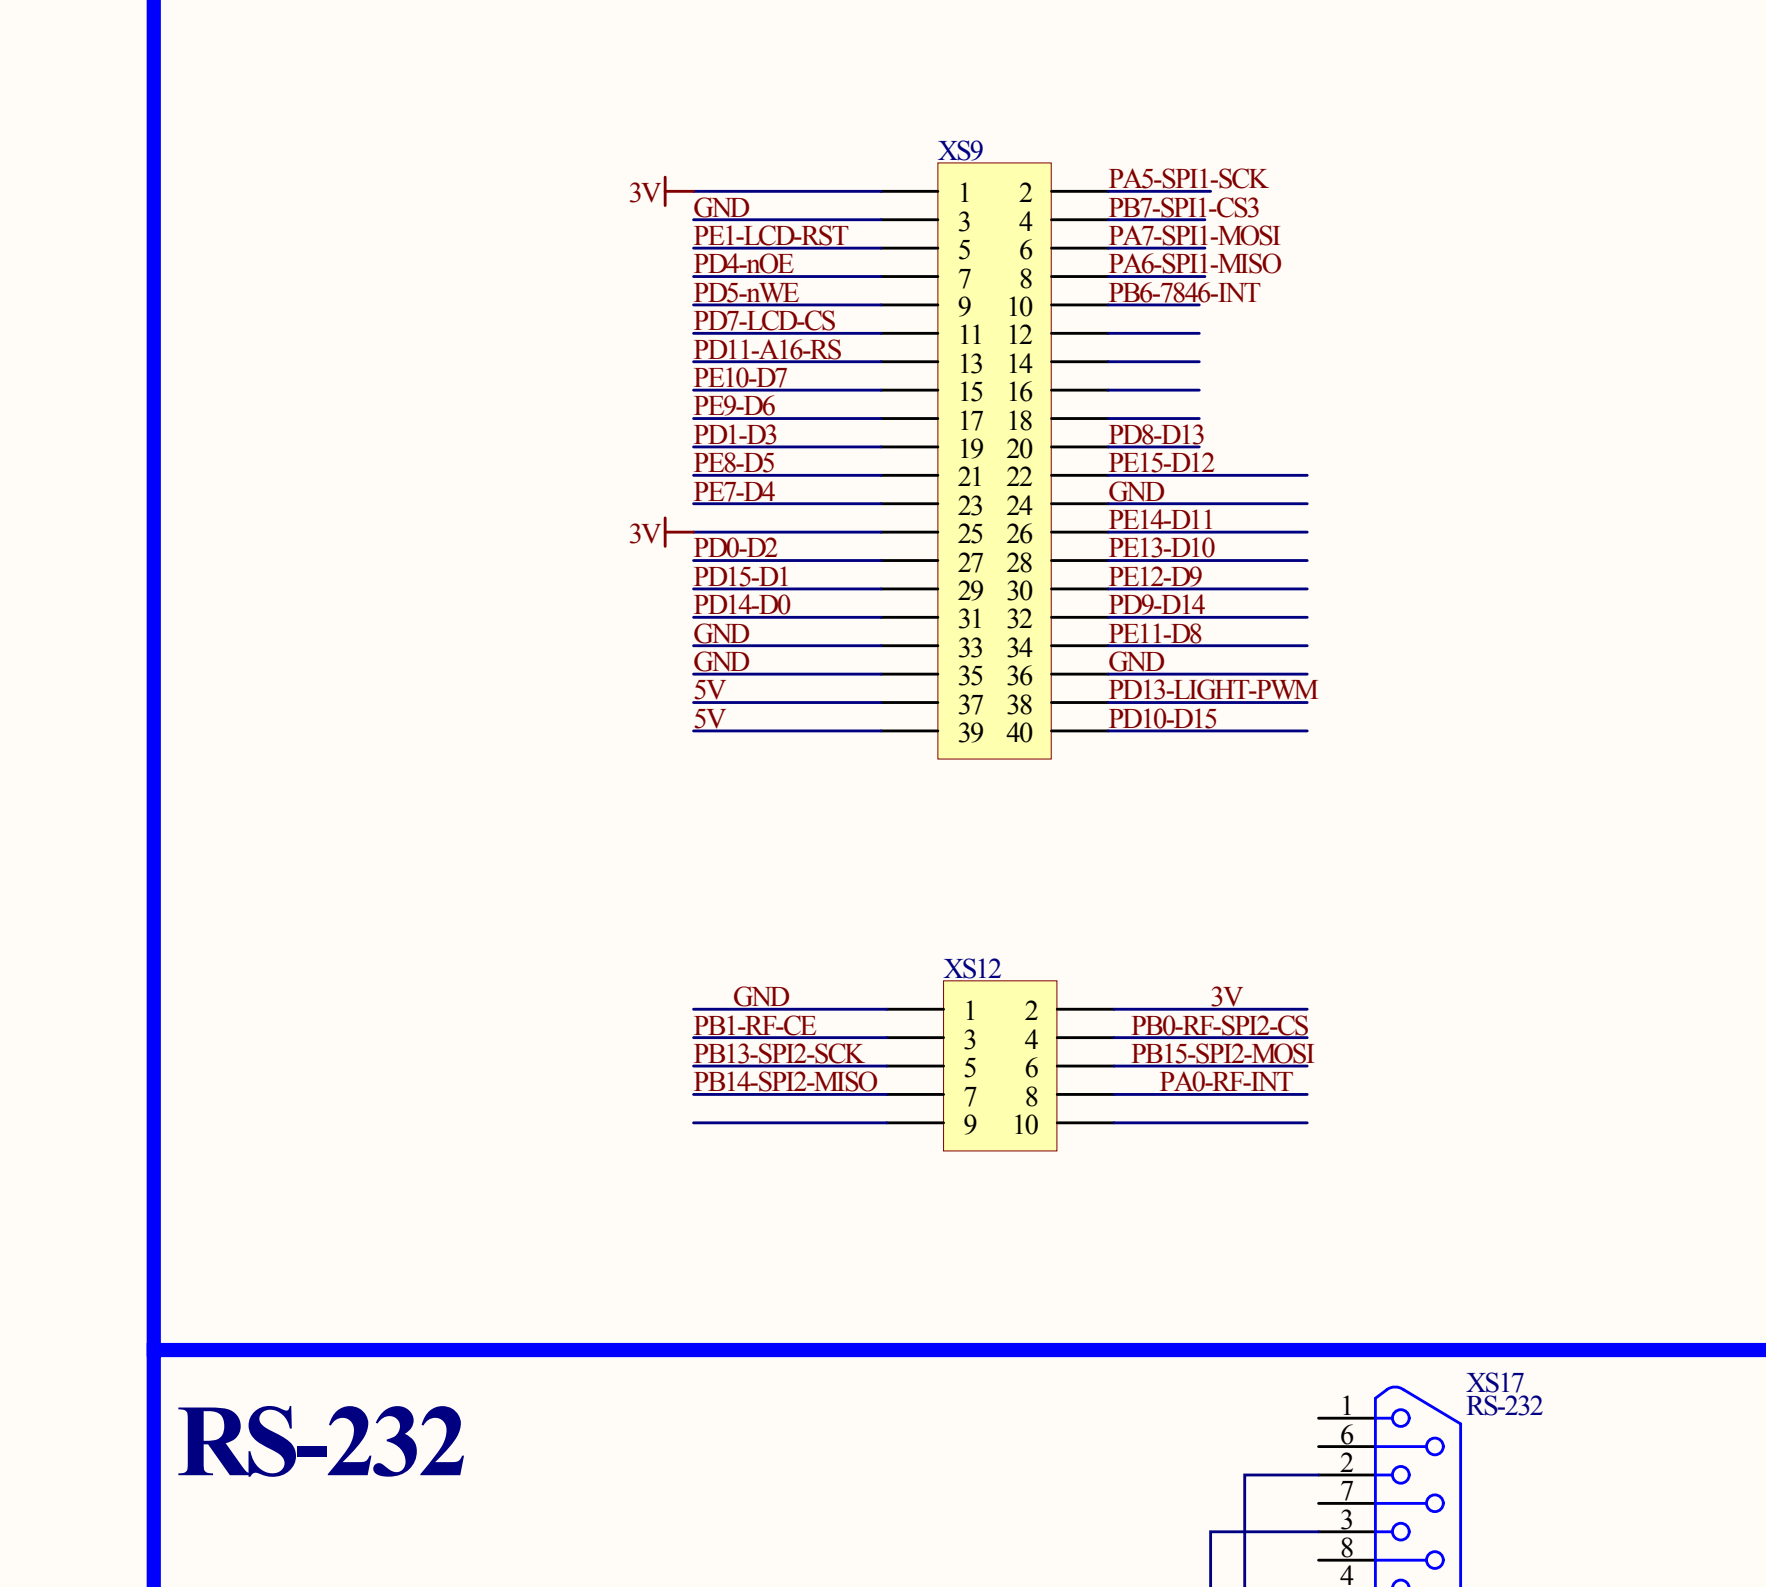 XS9
3V 1 2 PA5-SPI1-SCK
GND 3 4 PB7-SPI1-CS3
PE1-LCD-RST 5 6 PA7-SPI1-MOSI
PD4-nOE 7 8 PA6-SPI1-MISO
PD5-nWE 9 10 PB6-7846-INT
PD7-LCD-CS 11 12
PD11-A16-RS 13 14
PE10-D7 15 16
PE9-D6 17 18
PD1-D3 19 20 PD8-D13
PE8-D5 21 22 PE15-D12
PE7-D4 23 24 GND
3V 25 26 PE14-D11
PD0-D2 27 28 PE13-D10
PD15-D1 29 30 PE12-D9
PD14-D0 31 32 PD9-D14
GND 33 34 PE11-D8
GND 35 36 GND
5V 37 38 PD13-LIGHT-PWM
5V 39 40 PD10-D15
XS12
GND 1 2 3V
PB1-RF-CE 3 4 PB0-RF-SPI2-CS
PB13-SPI2-SCK 5 6 PB15-SPI2-MOSI
PB14-SPI2-MISO 7 8 PA0-RF-INT
9 10
RS-232
XS17
RS-232
1
6
2
7
3
8
4